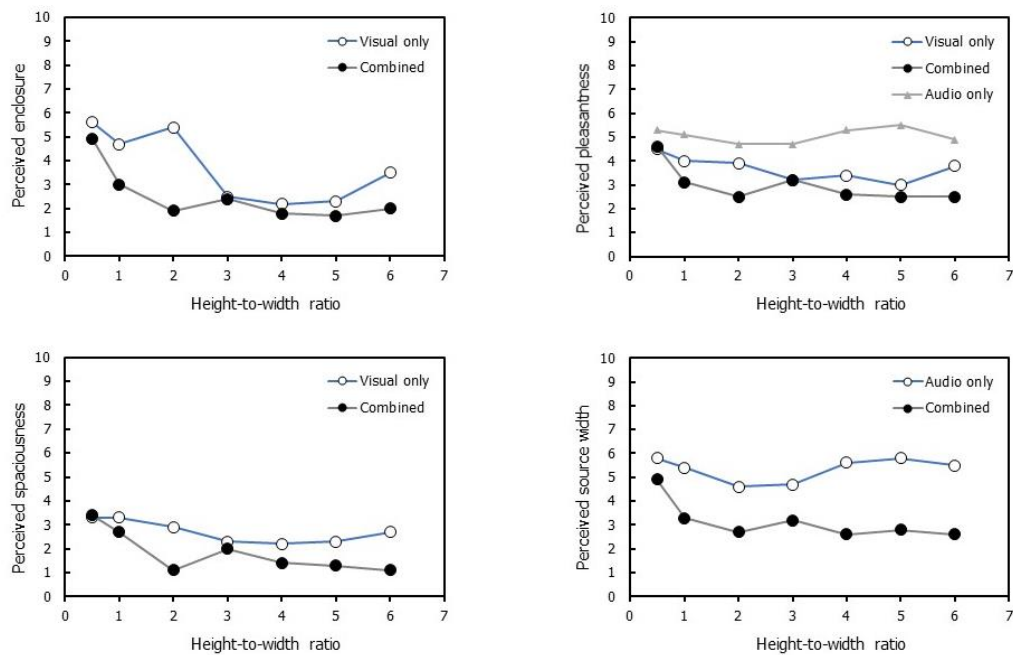 Perceived enclosure
10
9
8
7
6
5
4
3
2
1
0
Visual only
Combined
0 1 2 3 4 5 6 7
Height-to-width ratio
Perceived pleasantness
10
9
8
7
6
5
4
3
2
1
0
Visual only
Combined
Audio only
0 1 2 3 4 5 6 7
Height-to-width ratio
Perceived spaciousness
10
9
8
7
6
5
4
3
2
1
0
Visual only
Combined
0 1 2 3 4 5 6 7
Height-to-width ratio
Perceived source width
10
9
8
7
6
5
4
3
2
1
0
Audio only
Combined
0 1 2 3 4 5 6 7
Height-to-width ratio